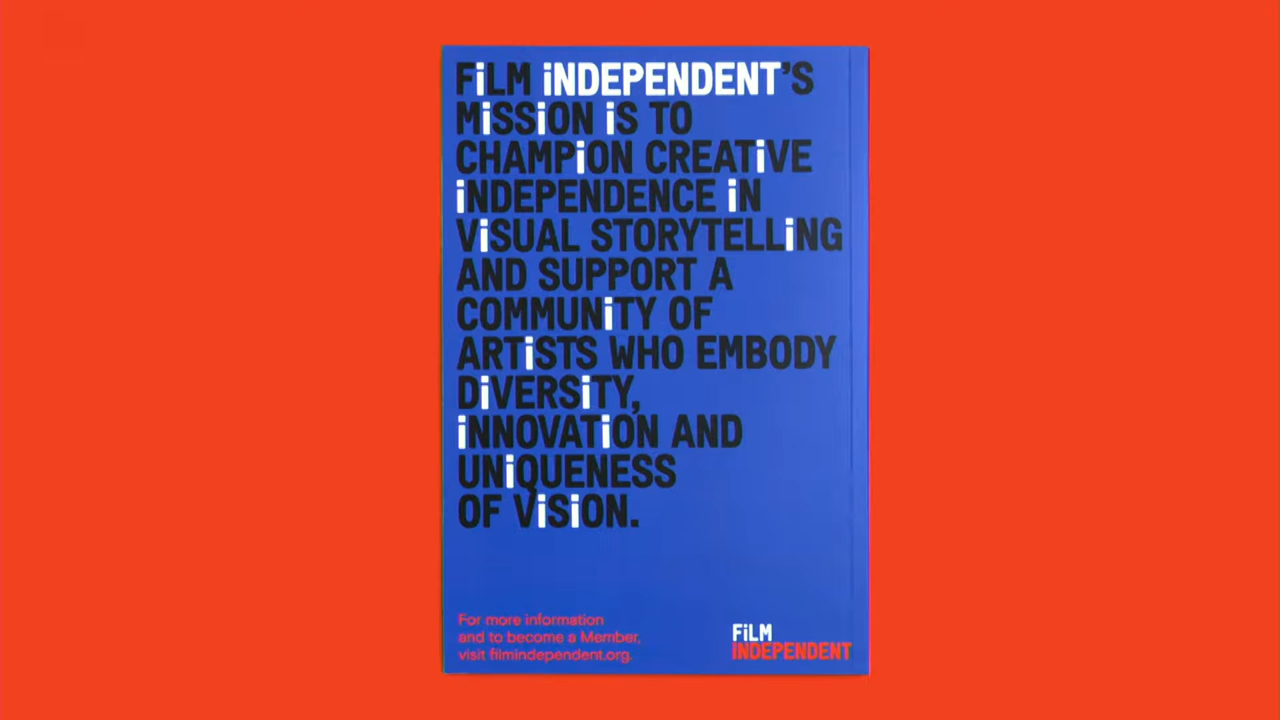 FiLM iNDEPENDENT'S
MiSSiON iS TO
CHAMPiON CREATiVE
iNDEPENDENCE iN
ViSUAL STORYTELLiNG
AND SUPPORT A
COMMUNiTY OF
ARTiSTS WHO EMBODY
DiVERSiTY,
iNNOVATiON AND
UNiQUENESS
OF ViSiON.
For more information
and to become a Member,
visit filmindependent.org.
FiLM
INDEPENDENT